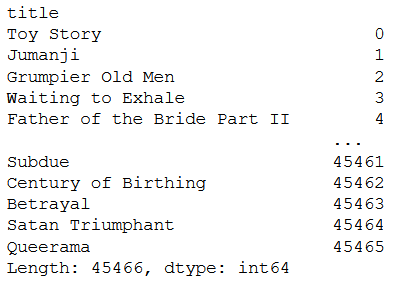 title
Toy Story 0
Jumanji 1
Grumpier Old Men 2
Waiting to Exhale 3
Father of the Bride Part II 4
...
Subdue 45461
Century of Birthing 45462
Betrayal 45463
Satan Triumphant 45464
Queerama 45465
Length: 45466, dtype: int64